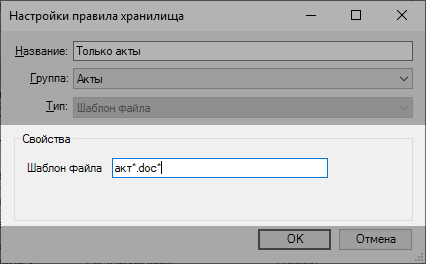 Настройки правила хранилища
Название: Только акты
Группа: Акты
Тип: Шаблон файла
Свойства
Шаблон файла акт*.doc*
OK Отмена